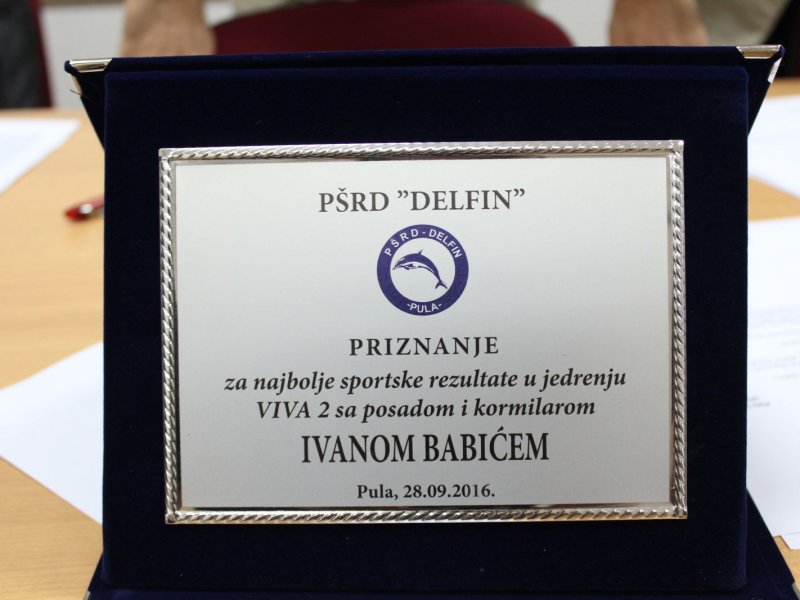 PŠRD ”DELFIN”
PŠRD-DELFIN
-PULA-
PRIZNANJE
za najbolje sportske rezultate u jedrenju
VIVA 2 sa posadom i kormilarom
IVANOM BABIĆEM
Pula, 28.09.2016.